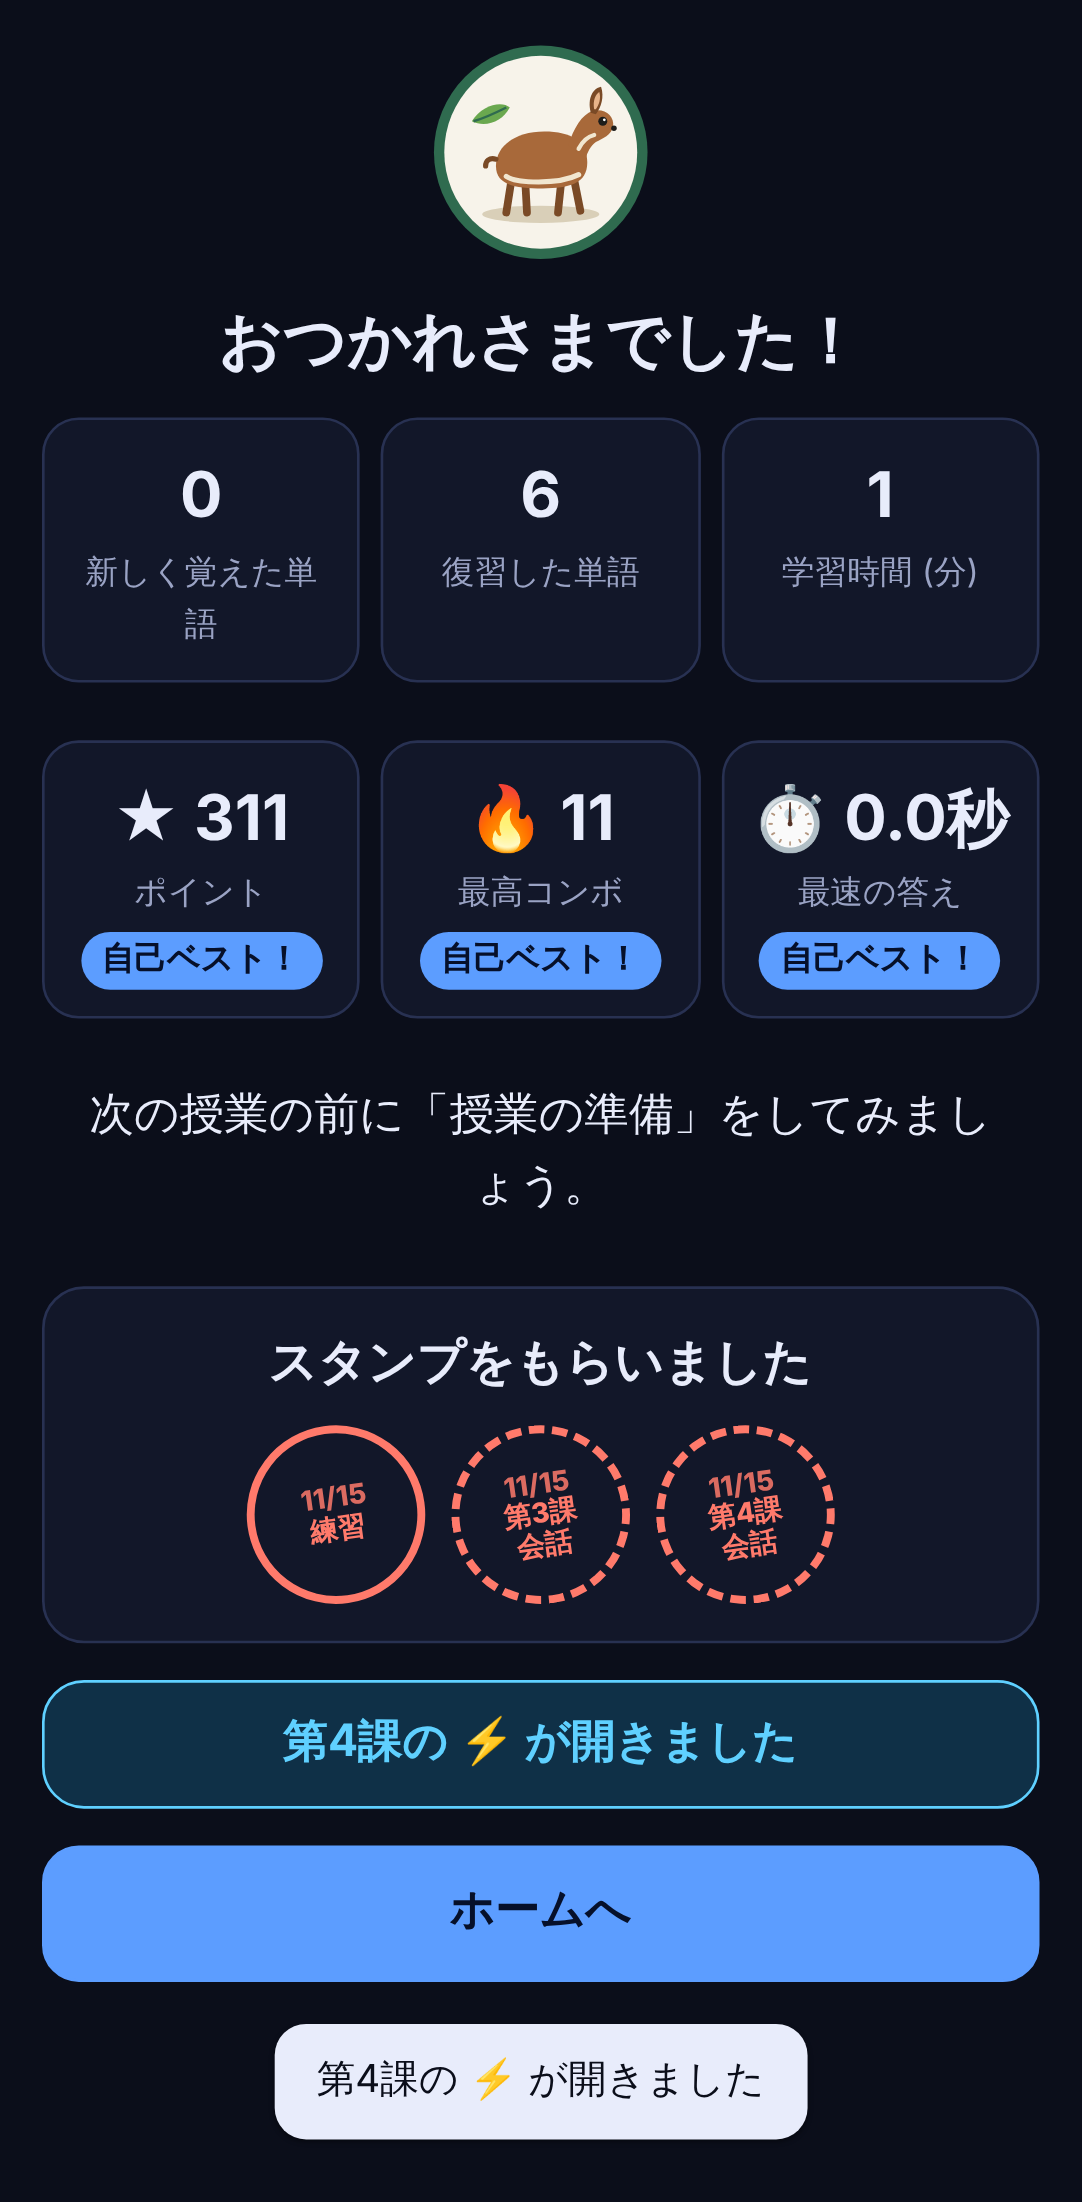 おつかれさまでした！
0
新しく覚えた単
語
6
復習した単語
1
学習時間 (分)
★ 311
ポイント
自己ベスト！
🔥 11
最高コンボ
自己ベスト！
⏱️ 0.0秒
最速の答え
自己ベスト！
次の授業の前に「授業の準備」をしてみまし
ょう。
スタンプをもらいました
11/15
練習
11/15
第3課
会話
11/15
第4課
会話
第4課の ⚡ が開きました
ホームへ
第4課の ⚡ が開きました